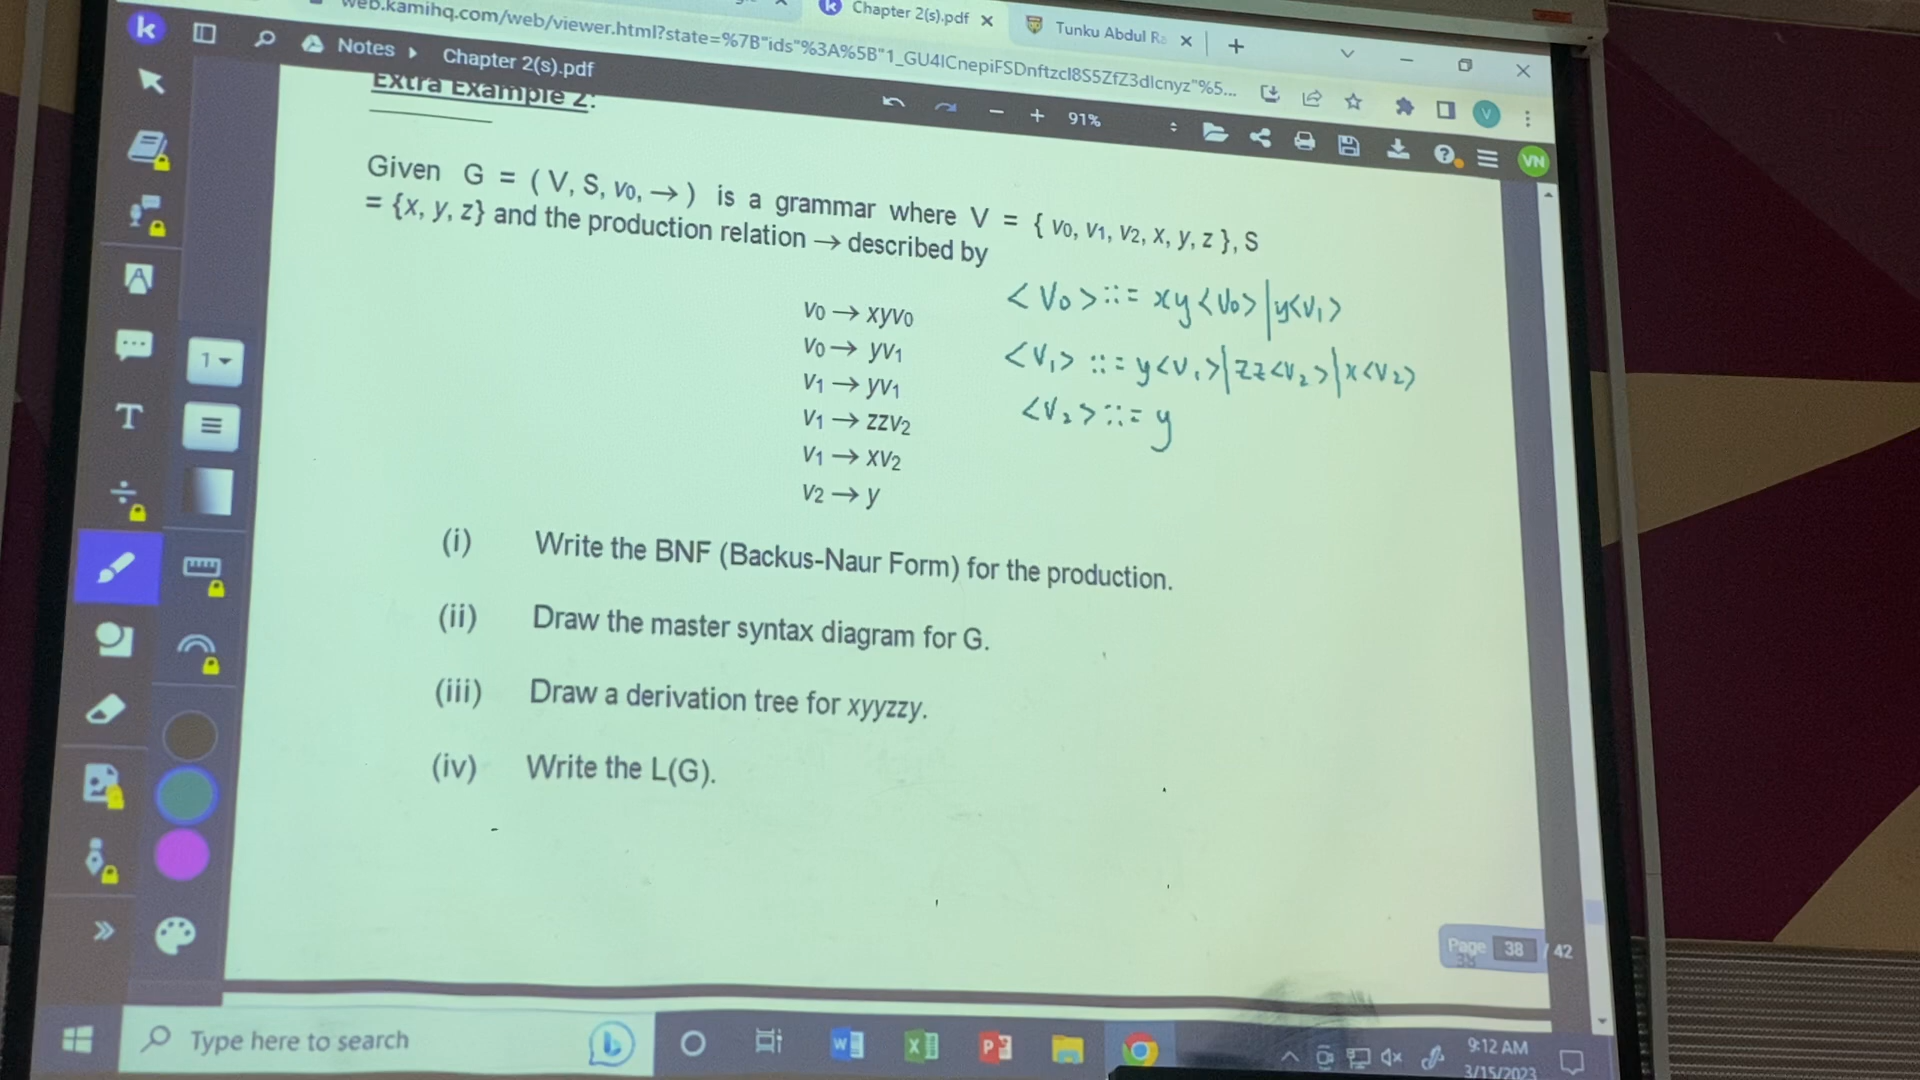 Chapter 2(s).pdf
Tunku Abdul Ra
web.kamihq.com/web/viewer.html?state=%7B"ids"%3A%5B"1_GU4lCnepiFSDnftzcl8S5ZfZ3dlcnyz"%5...
V
Notes
Chapter 2(s).pdf
91%
VN
Extra Example 2:
Given G = ( V, S, v0, → ) is a grammar where V = { v0, v1, v2, x, y, z }, S
= {x, y, z} and the production relation → described by
v0 → xyv0
v0 → yv1
v1 → yv1
v1 → zzv2
v1 → xv2
v2 → y
<v0> ::= xy<v0>|y<v1>
<v1> ::= y<v1>|zz<v2>|x<v2>
<v2> ::= y
(i) Write the BNF (Backus-Naur Form) for the production.
(ii) Draw the master syntax diagram for G.
(iii) Draw a derivation tree for xyyzzy.
(iv) Write the L(G).
1
T
Page 38 / 42
38
Type here to search
9:12 AM
3/15/2023